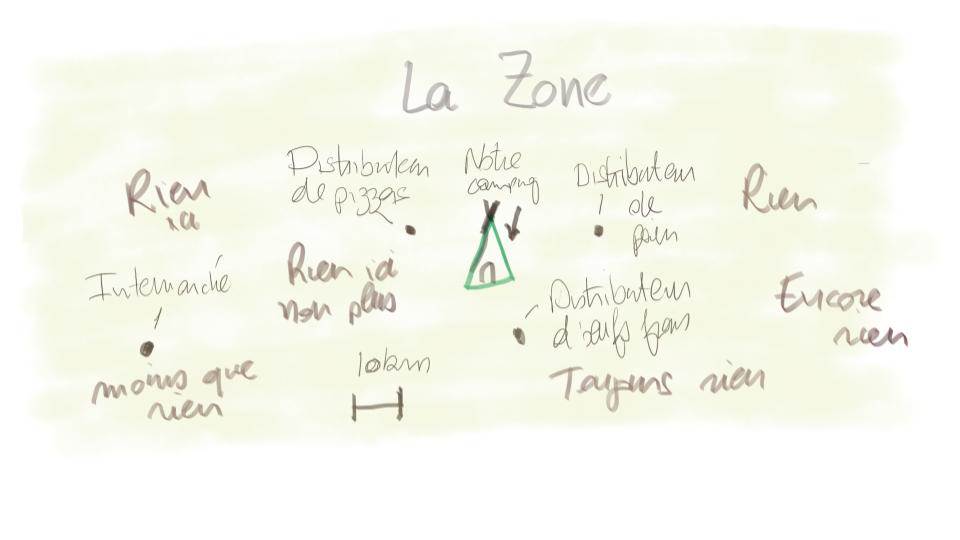 La Zone
Rien
ici
Distributeur
de pizzas
Notre
camping
Distributeur
de
pain
Rien
Intermarché
Rien ici
non plus
Distributeur
d'œufs frais
Encore
rien
moins que
rien
10km
Toujours rien